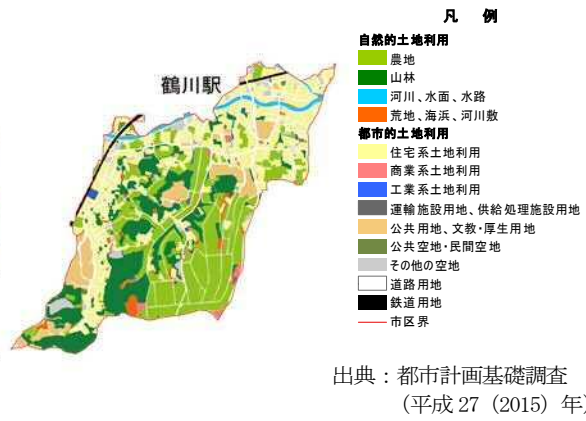 鶴川駅
凡　例
自然的土地利用
農地
山林
河川、水面、水路
荒地、海浜、河川敷
都市的土地利用
住宅系土地利用
商業系土地利用
工業系土地利用
運輸施設用地、供給処理施設用地
公共用地、文教・厚生用地
公共空地・民間空地
その他の空地
道路用地
鉄道用地
市区界
出典：都市計画基礎調査
（平成 27（2015）年）